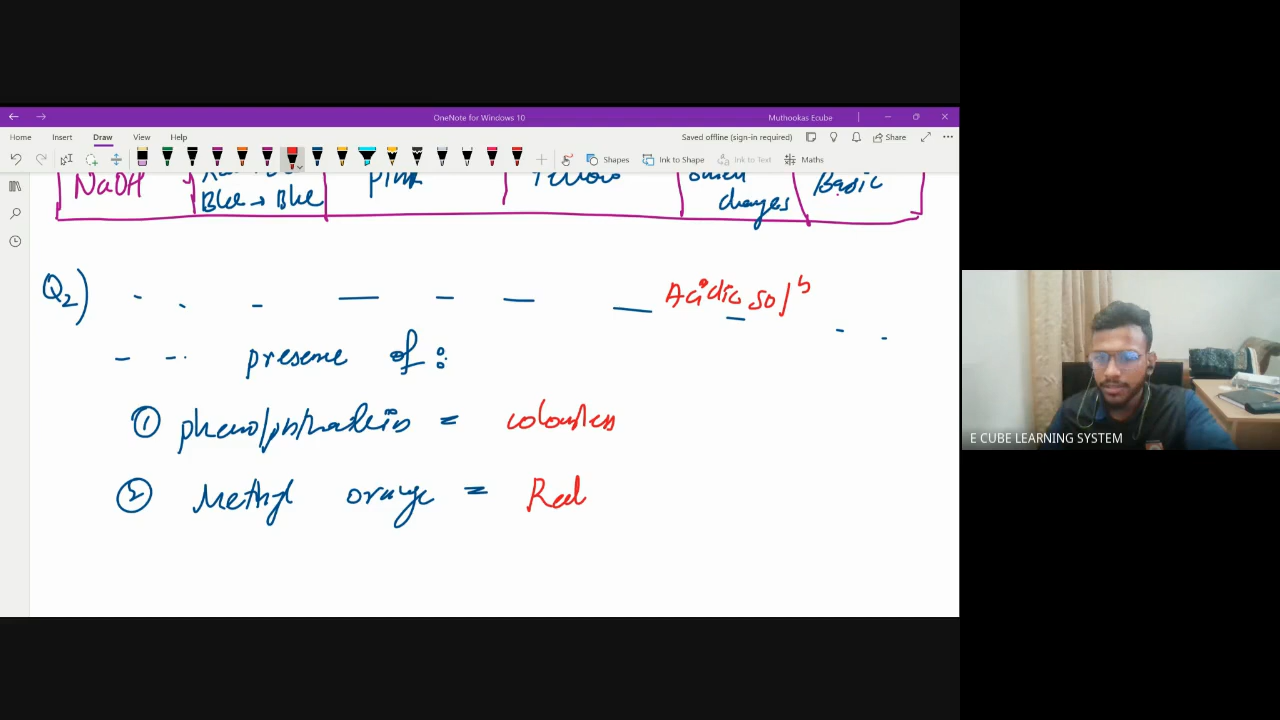 OneNote for Windows 10
Muthookas Ecube
Home Insert Draw View Help
Saved offline (sign-in required)
Share
Shapes
Ink to Shape
Ink to Text
Maths
NaOH
Blue → Blue
Pink
Yellow
changes
Basic
Q2) Acidic sol
presense of :
① phenolphthalein = colourless
② Methyl orange = Red
E CUBE LEARNING SYSTEM